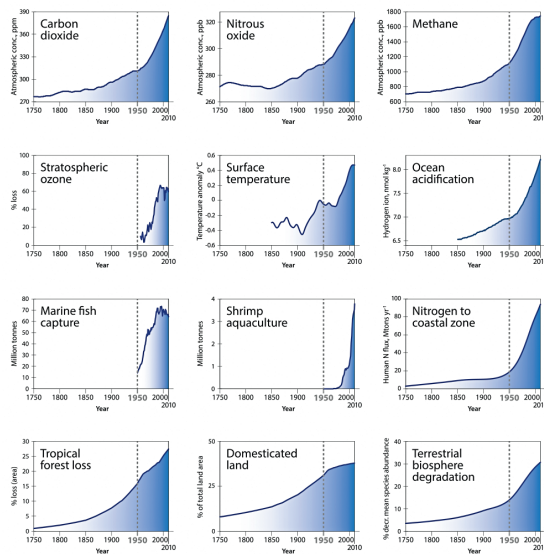 Carbon
dioxide
Atmospheric conc., ppm
390
360
330
300
270
1750 1800 1850 1900 1950 2000 2010
Year
Nitrous
oxide
Atmospheric conc., ppb
320
300
280
260
1750 1800 1850 1900 1950 2000 2010
Year
Methane
Atmospheric conc., ppb
1800
1600
1400
1200
1000
800
600
1750 1800 1850 1900 1950 2000 2010
Year
Stratospheric
ozone
% loss
100
80
60
40
20
0
1750 1800 1850 1900 1950 2000 2010
Year
Surface
temperature
Temperature anomaly °C
0.6
0.4
0.2
0
-0.2
-0.4
-0.6
1750 1800 1850 1900 1950 2000 2010
Year
Ocean
acidification
Hydrogen ion, nmol kg-1
8.0
7.5
7.0
6.5
1750 1800 1850 1900 1950 2000 2010
Year
Marine fish
capture
Million tonnes
80
70
60
50
40
30
20
10
0
1750 1800 1850 1900 1950 2000 2010
Year
Shrimp
aquaculture
Million tonnes
4
3
2
1
0
1750 1800 1850 1900 1950 2000 2010
Year
Nitrogen to
coastal zone
Human N flux, Mtons yr-1
100
80
60
40
20
0
1750 1800 1850 1900 1950 2000 2010
Year
Tropical
forest loss
% loss (area)
30
25
20
15
10
5
0
1750 1800 1850 1900 1950 2000 2010
Year
Domesticated
land
% of total land area
50
25
0
1750 1800 1850 1900 1950 2000 2010
Year
Terrestrial
biosphere
degradation
% decr. mean species abundance
40
30
20
10
0
1750 1800 1850 1900 1950 2000 2010
Year